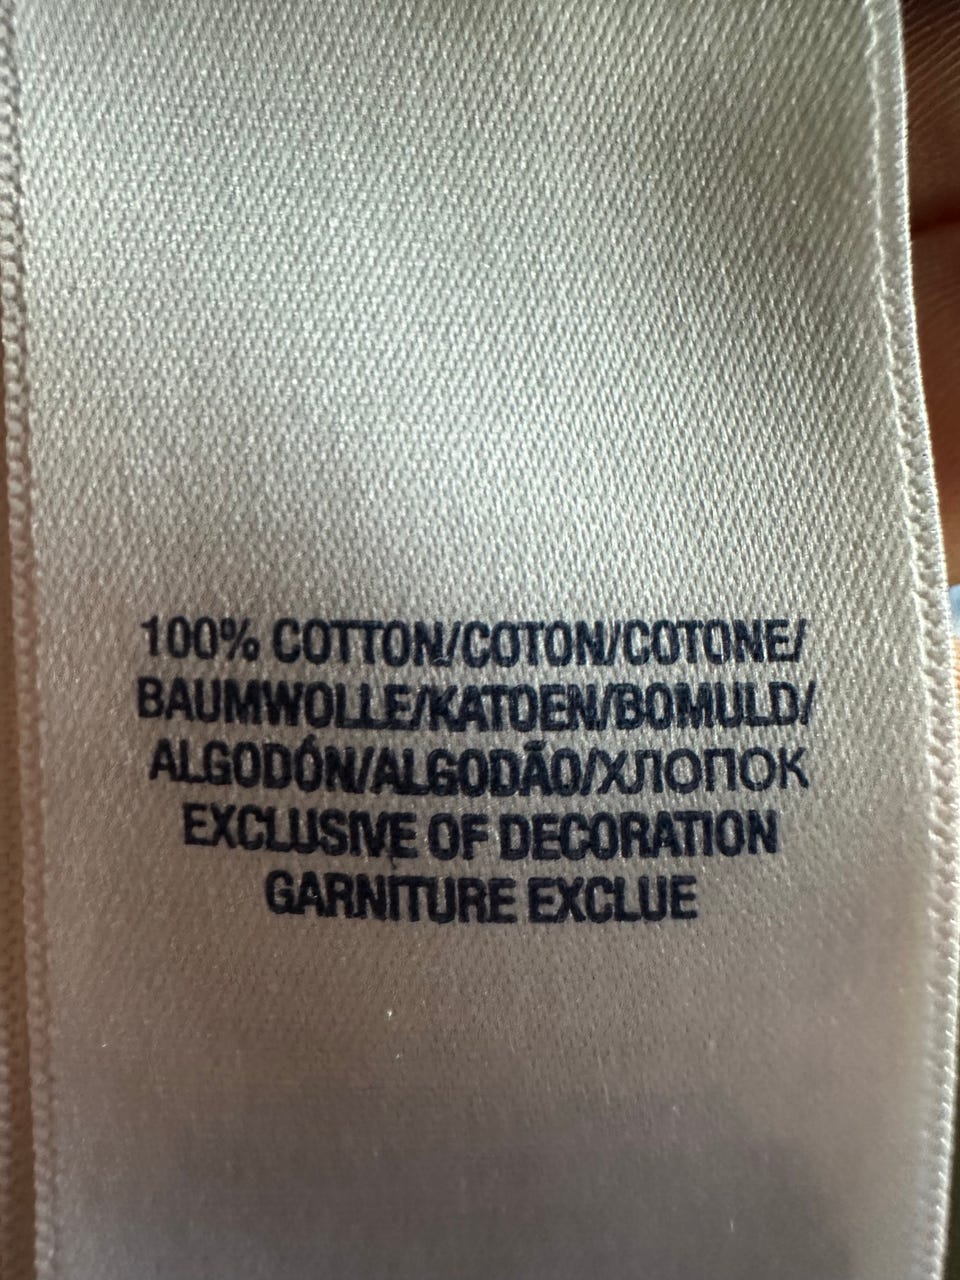 100% COTTON/COTON/COTONE/
BAUMWOLLE/KATOEN/BOMULD/
ALGODÓN/ALGODÃO/ХЛОПОК
EXCLUSIVE OF DECORATION
GARNITURE EXCLUE